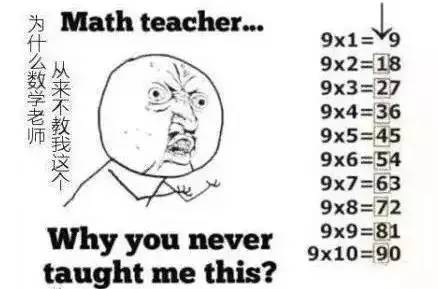 Math teacher...
为什么数学老师
从来不教我这个
Why you never
taught me this?
9x1= 9
9x2=18
9x3=27
9x4=36
9x5=45
9x6=54
9x7=63
9x8=72
9x9=81
9x10=90